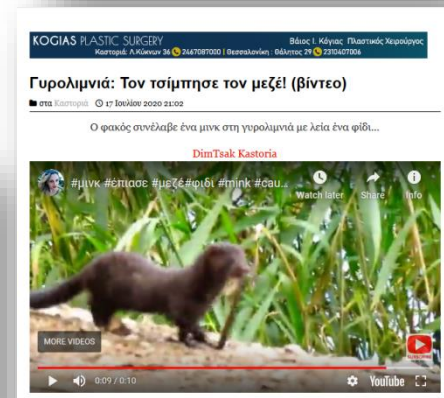 KOGIAS PLASTIC SURGERY
Βάιος Ι. Κόγιας Πλαστικός Χειρούργος
Καστοριά: Λ.Κύκνων 36 2467087000 | Θεσσαλονίκη : Θάλητος 29 2310407006
Γυρολιμνιά: Τον τσίμπησε τον μεζέ! (βίντεο)
στα Καστοριά 17 Ιουλίου 2020 21:02
Ο φακός συνέλαβε ένα μινκ στη γυρολιμνιά με λεία ένα φίδι...
DimTsak Kastoria
#μινκ #έπιασε #μεζέ#φιδι #mink #cau...
Watch later Share Info
MORE VIDEOS
SUBSCRIBE
0:09 / 0:10
YouTube